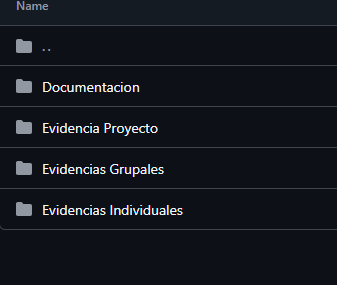 Name
..
Documentacion
Evidencia Proyecto
Evidencias Grupales
Evidencias Individuales